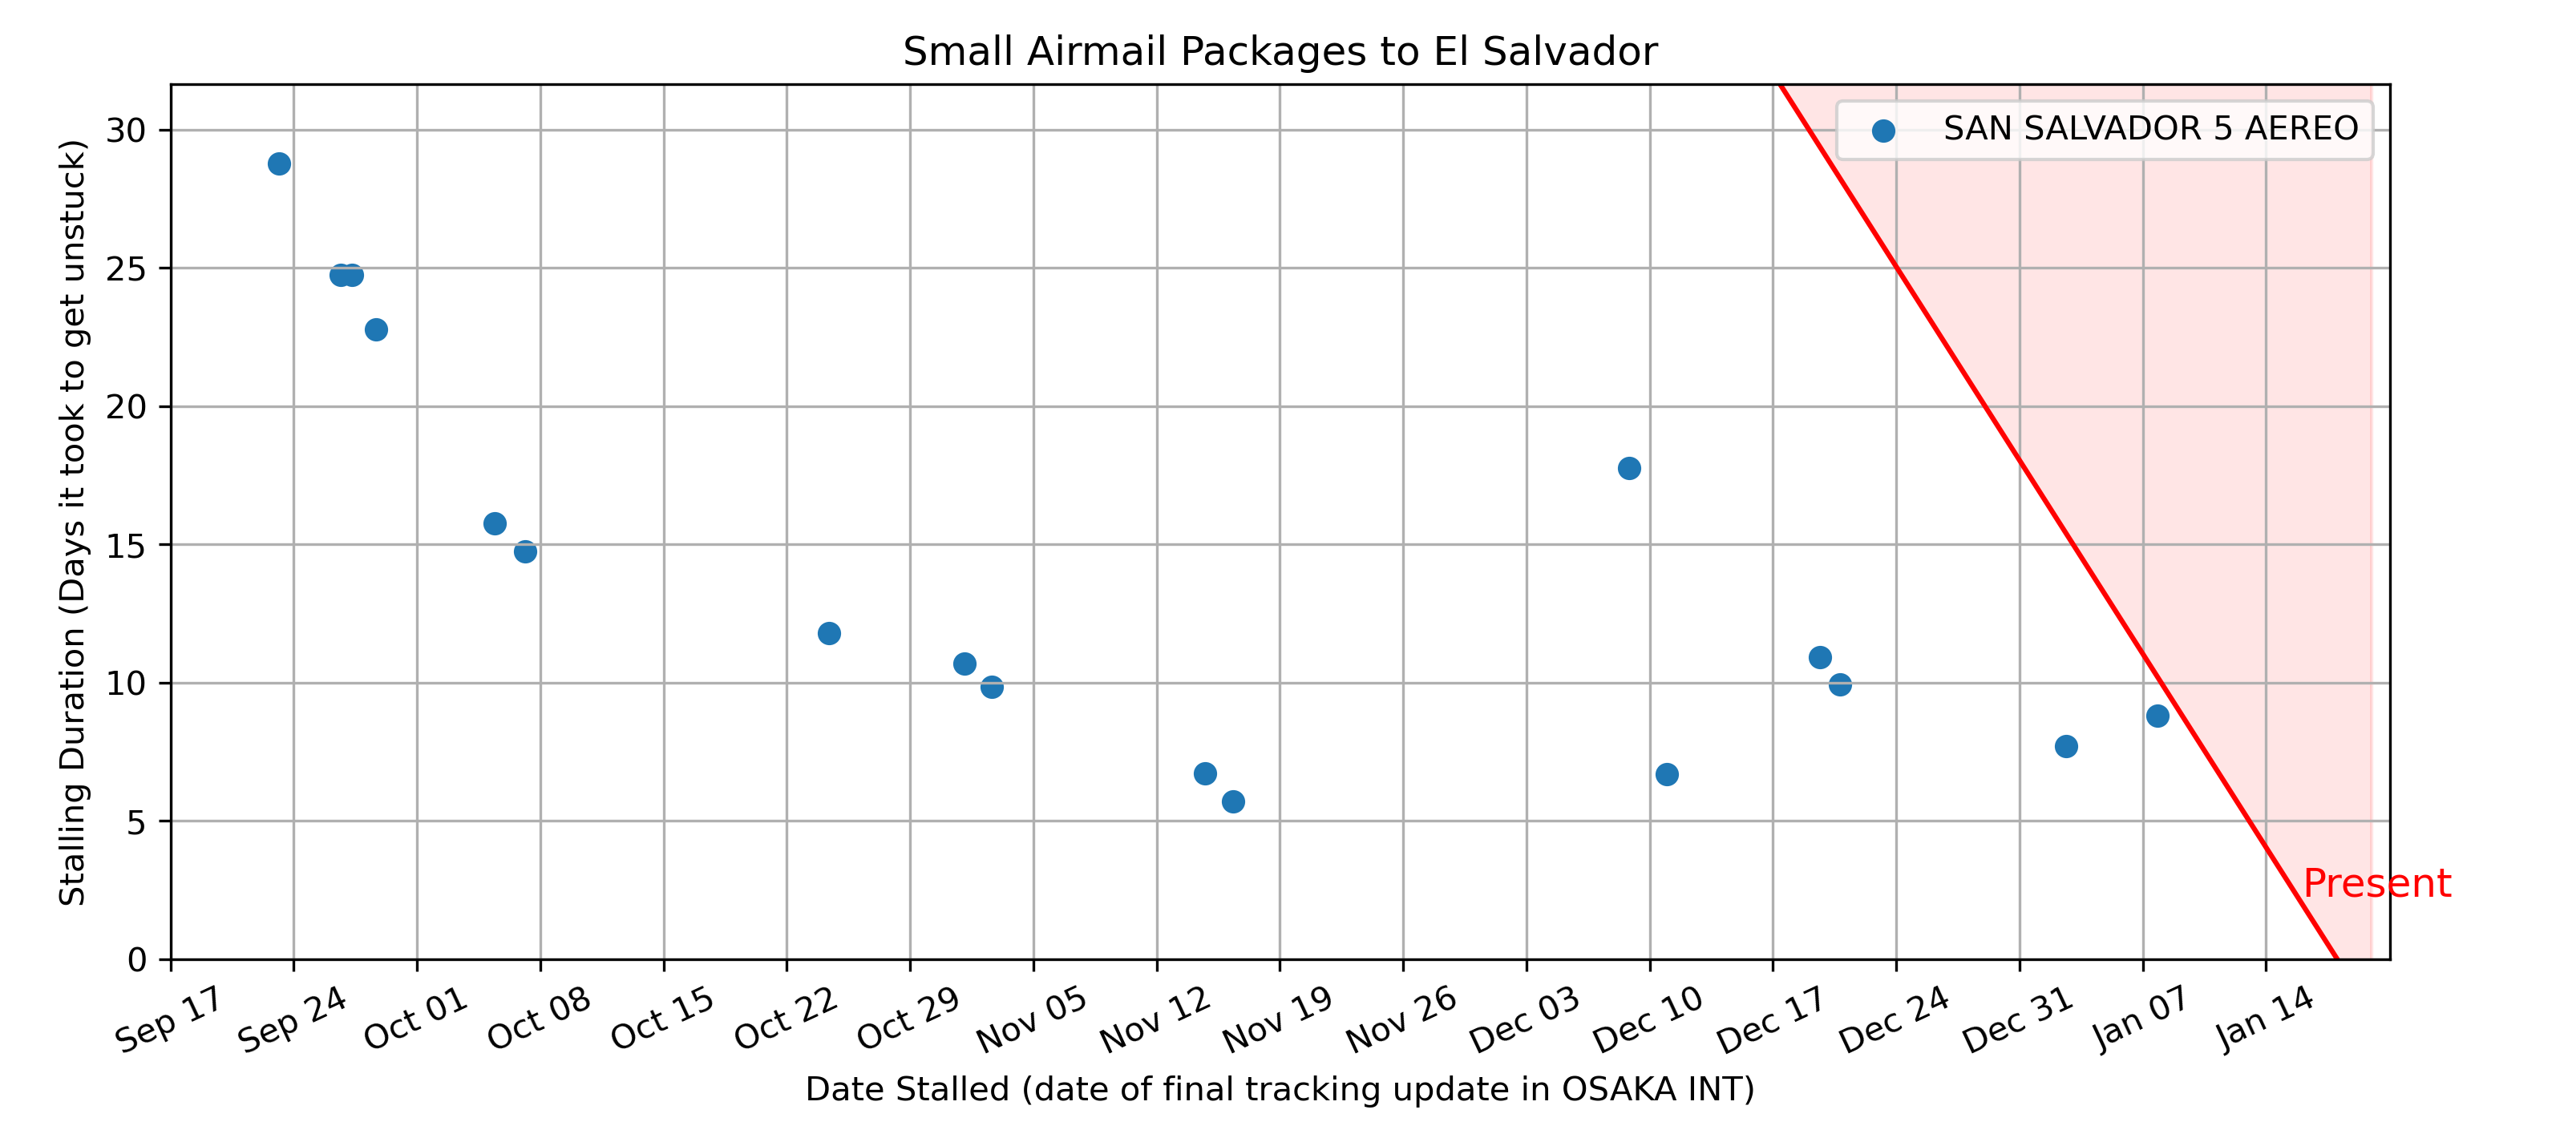 Small Airmail Packages to El Salvador
SAN SALVADOR 5 AEREO
Stalling Duration (Days it took to get unstuck)
30
25
20
15
10
5
0
Present
Sep 17
Sep 24
Oct 01
Oct 08
Oct 15
Oct 22
Oct 29
Nov 05
Nov 12
Nov 19
Nov 26
Dec 03
Dec 10
Dec 17
Dec 24
Dec 31
Jan 07
Jan 14
Date Stalled (date of final tracking update in OSAKA INT)